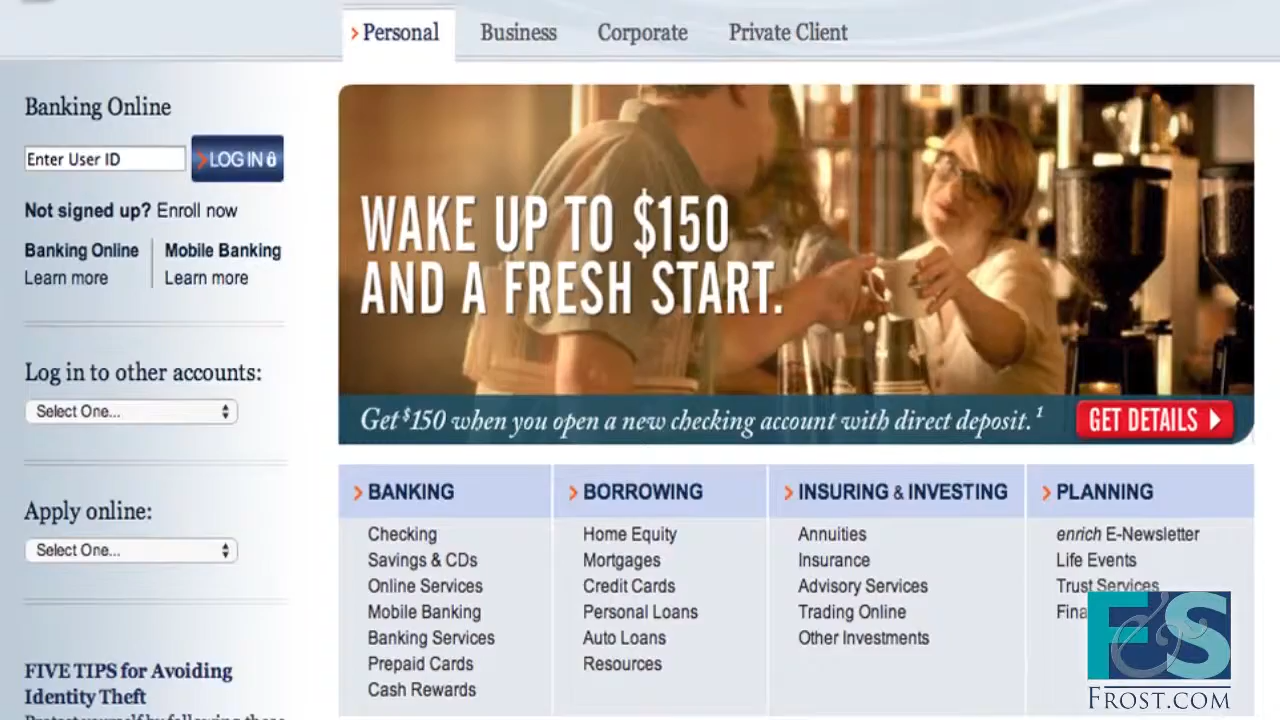 Personal Business Corporate Private Client
Banking Online
Enter User ID LOG IN
Not signed up? Enroll now
Banking Online Mobile Banking
Learn more Learn more
Log in to other accounts:
Select One...
Apply online:
Select One...
FIVE TIPS for Avoiding
Identity Theft
WAKE UP TO $150
AND A FRESH START.
Get $150 when you open a new checking account with direct deposit.1 GET DETAILS
BANKING
Checking
Savings & CDs
Online Services
Mobile Banking
Banking Services
Prepaid Cards
Cash Rewards
BORROWING
Home Equity
Mortgages
Credit Cards
Personal Loans
Auto Loans
Resources
INSURING & INVESTING
Annuities
Insurance
Advisory Services
Trading Online
Other Investments
PLANNING
enrich E-Newsletter
Life Events
Trust Services
F&S
FROST.COM